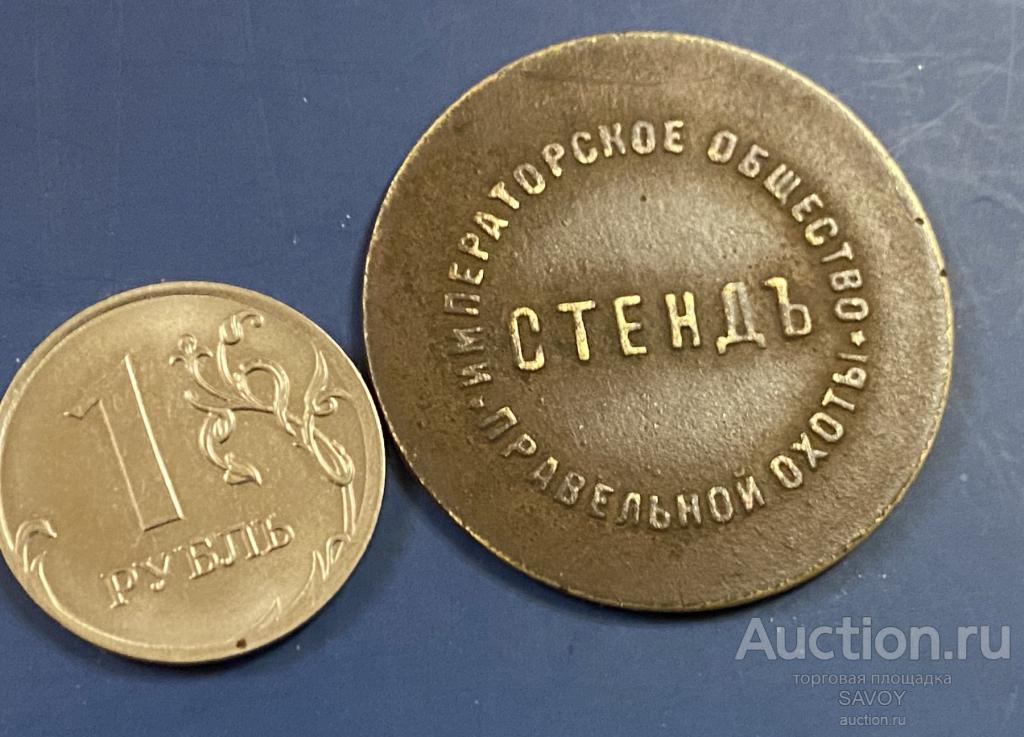 ИМПЕРАТОРСКОЕ ОБЩЕСТВО
СТЕНДЪ
* ПРАВЕЛЬНОЙ ОХОТЫ *
1
РУБЛЬ
Auction.ru
торговая площадка
SAVOY
auction.ru